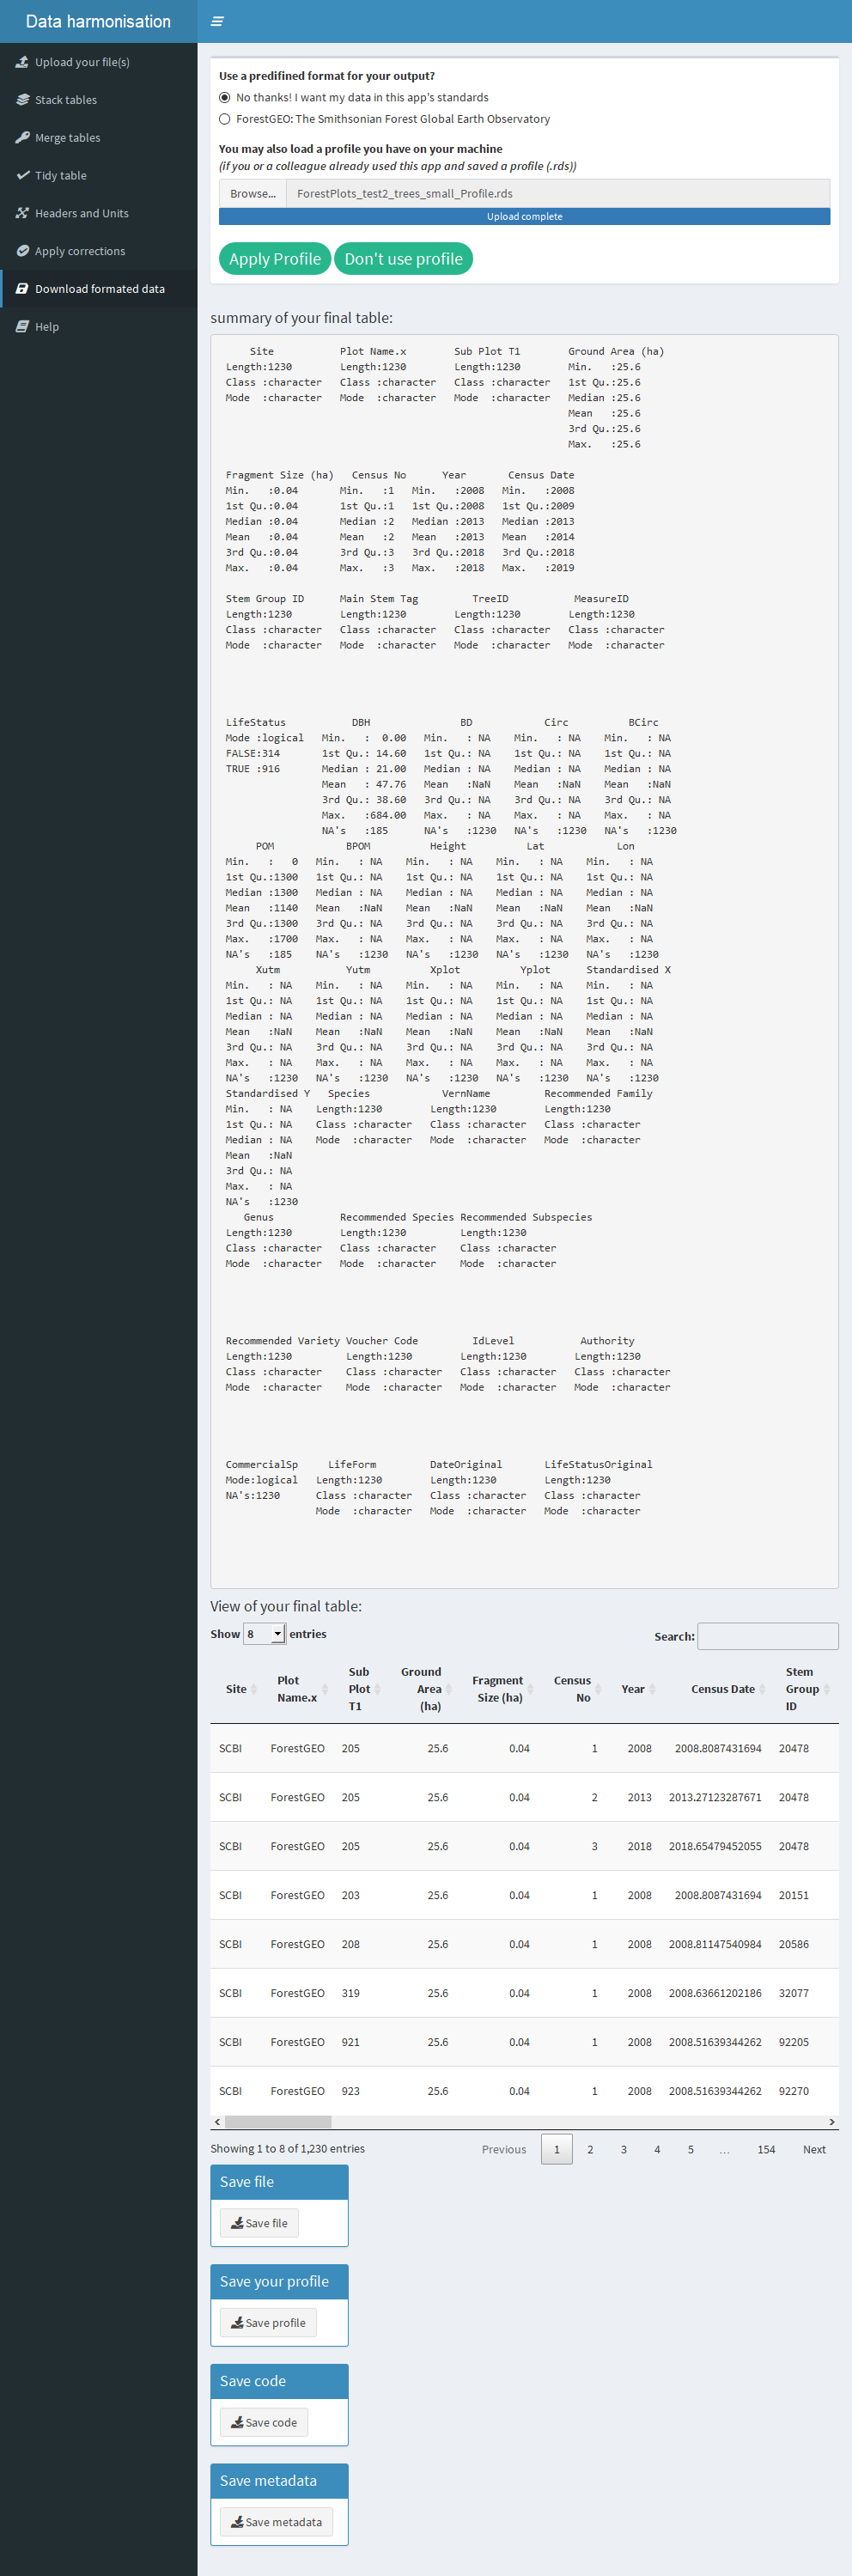 Data harmonisation
Upload your file(s)
Stack tables
Merge tables
Tidy table
Headers and Units
Apply corrections
Download formated data
Help
Use a predifined format for your output?
No thanks! I want my data in this app's standards
ForestGEO: The Smithsonian Forest Global Earth Observatory
You may also load a profile you have on your machine
(if you or a colleague already used this app and saved a profile (.rds))
Browse... ForestPlots_test2_trees_small_Profile.rds
Upload complete
Apply Profile Don't use profile
summary of your final table:
Site Plot Name.x Sub Plot T1 Ground Area (ha)
Length:1230 Length:1230 Length:1230 Min. :25.6
Class :character Class :character Class :character 1st Qu.:25.6
Mode :character Mode :character Mode :character Median :25.6
Mean :25.6
3rd Qu.:25.6
Max. :25.6
Fragment Size (ha) Census No Year Census Date
Min. :0.04 Min. :1 Min. :2008 Min. :2008
1st Qu.:0.04 1st Qu.:1 1st Qu.:2008 1st Qu.:2009
Median :0.04 Median :2 Median :2013 Median :2013
Mean :0.04 Mean :2 Mean :2013 Mean :2014
3rd Qu.:0.04 3rd Qu.:3 3rd Qu.:2018 3rd Qu.:2018
Max. :0.04 Max. :3 Max. :2018 Max. :2019
Stem Group ID Main Stem Tag TreeID MeasureID
Length:1230 Length:1230 Length:1230 Length:1230
Class :character Class :character Class :character Class :character
Mode :character Mode :character Mode :character Mode :character
LifeStatus DBH BD Circ BCirc
Mode :logical Min. : 0.00 Min. : NA Min. : NA Min. : NA
FALSE:314 1st Qu.: 14.60 1st Qu.: NA 1st Qu.: NA 1st Qu.: NA
TRUE :916 Median : 21.00 Median : NA Median : NA Median : NA
Mean : 47.76 Mean :NaN Mean :NaN Mean :NaN
3rd Qu.: 38.60 3rd Qu.: NA 3rd Qu.: NA 3rd Qu.: NA
Max. :684.00 Max. : NA Max. : NA Max. : NA
NA's :185 NA's :1230 NA's :1230 NA's :1230
POM BPOM Height Lat Lon
Min. : 0 Min. : NA Min. : NA Min. : NA Min. : NA
1st Qu.:1300 1st Qu.: NA 1st Qu.: NA 1st Qu.: NA 1st Qu.: NA
Median :1300 Median : NA Median : NA Median : NA Median : NA
Mean :1140 Mean :NaN Mean :NaN Mean :NaN Mean :NaN
3rd Qu.:1300 3rd Qu.: NA 3rd Qu.: NA 3rd Qu.: NA 3rd Qu.: NA
Max. :1700 Max. : NA Max. : NA Max. : NA Max. : NA
NA's :185 NA's :1230 NA's :1230 NA's :1230 NA's :1230
Xutm Yutm Xplot Yplot Standardised X
Min. : NA Min. : NA Min. : NA Min. : NA Min. : NA
1st Qu.: NA 1st Qu.: NA 1st Qu.: NA 1st Qu.: NA 1st Qu.: NA
Median : NA Median : NA Median : NA Median : NA Median : NA
Mean :NaN Mean :NaN Mean :NaN Mean :NaN Mean :NaN
3rd Qu.: NA 3rd Qu.: NA 3rd Qu.: NA 3rd Qu.: NA 3rd Qu.: NA
Max. : NA Max. : NA Max. : NA Max. : NA Max. : NA
NA's :1230 NA's :1230 NA's :1230 NA's :1230 NA's :1230
Standardised Y Species VernName Recommended Family
Min. : NA Length:1230 Length:1230 Length:1230
1st Qu.: NA Class :character Class :character Class :character
Median : NA Mode :character Mode :character Mode :character
Mean :NaN
3rd Qu.: NA
Max. : NA
NA's :1230
Genus Recommended Species Recommended Subspecies
Length:1230 Length:1230 Length:1230
Class :character Class :character Class :character
Mode :character Mode :character Mode :character
Recommended Variety Voucher Code IdLevel Authority
Length:1230 Length:1230 Length:1230 Length:1230
Class :character Class :character Class :character Class :character
Mode :character Mode :character Mode :character Mode :character
CommercialSp LifeForm DateOriginal LifeStatusOriginal
Mode:logical Length:1230 Length:1230 Length:1230
NA's:1230 Class :character Class :character Class :character
Mode :character Mode :character Mode :character
View of your final table:
Show 8 entries Search:
Site Plot Name.x Sub Plot T1 Ground Area (ha) Fragment Size (ha) Census No Year Census Date Stem Group ID
SCBI ForestGEO 205 25.6 0.04 1 2008 2008.8087431694 20478
SCBI ForestGEO 205 25.6 0.04 2 2013 2013.27123287671 20478
SCBI ForestGEO 205 25.6 0.04 3 2018 2018.65479452055 20478
SCBI ForestGEO 203 25.6 0.04 1 2008 2008.8087431694 20151
SCBI ForestGEO 208 25.6 0.04 1 2008 2008.81147540984 20586
SCBI ForestGEO 319 25.6 0.04 1 2008 2008.63661202186 32077
SCBI ForestGEO 921 25.6 0.04 1 2008 2008.51639344262 92205
SCBI ForestGEO 923 25.6 0.04 1 2008 2008.51639344262 92270
Showing 1 to 8 of 1,230 entries Previous 1 2 3 4 5 … 154 Next
Save file
Save file
Save your profile
Save profile
Save code
Save code
Save metadata
Save metadata